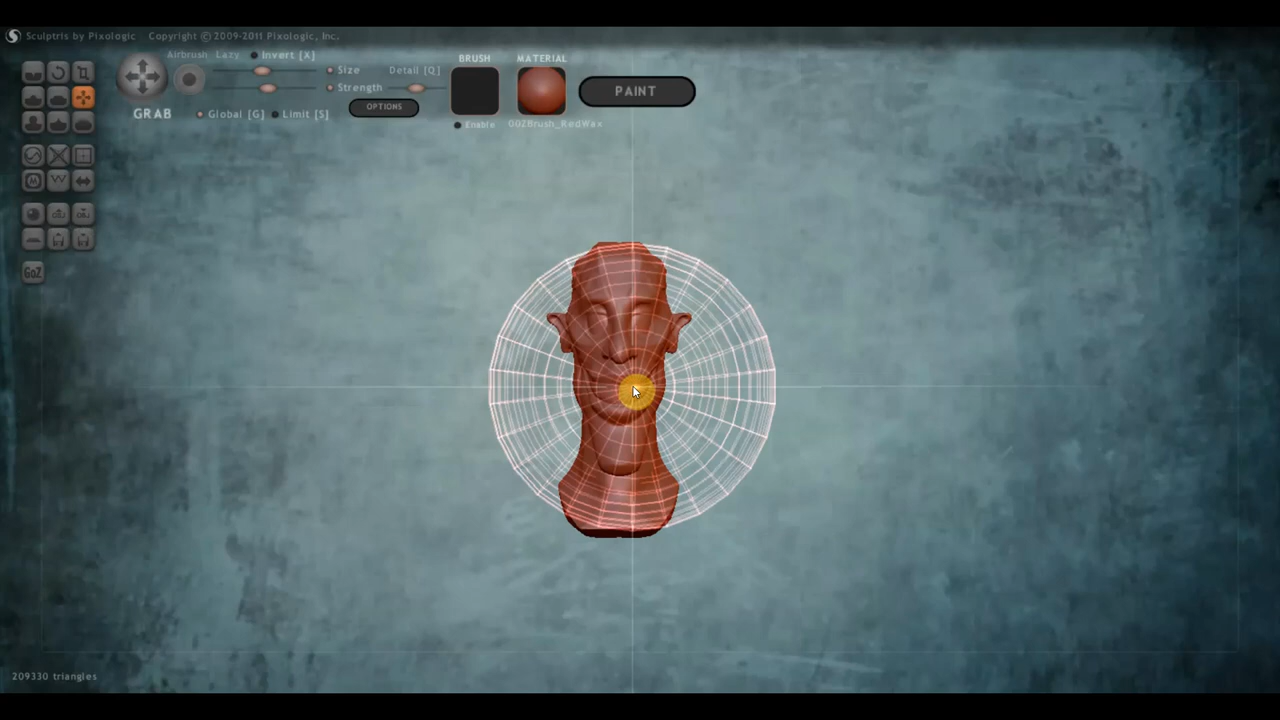 Sculptris by Pixologic Copyright ©2009-2011 Pixologic, Inc.
Airbrush Lazy Invert [X]
Size Detail [Q]
Strength
GRAB
Global [G] Limit [S]
OPTIONS
BRUSH
Enable
MATERIAL
00ZBrush_RedWax
PAINT
GoZ
209330 triangles